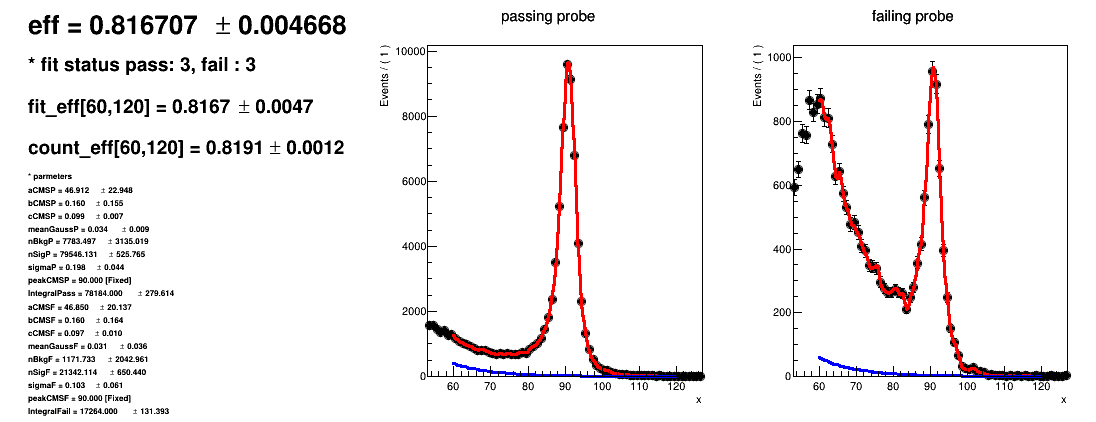 eff = 0.816707 ± 0.004668
* fit status pass: 3, fail : 3
fit_eff[60,120] = 0.8167 ± 0.0047
count_eff[60,120] = 0.8191 ± 0.0012
* parmeters
aCMSP = 46.912 ± 22.948
bCMSP = 0.160 ± 0.155
cCMSP = 0.099 ± 0.007
meanGaussP = 0.034 ± 0.009
nBkgP = 7783.497 ± 3135.019
nSigP = 79546.131 ± 525.765
sigmaP = 0.198 ± 0.044
peakCMSP = 90.000 [Fixed]
IntegralPass = 78184.000 ± 279.614
aCMSF = 46.850 ± 20.137
bCMSF = 0.160 ± 0.164
cCMSF = 0.097 ± 0.010
meanGaussF = 0.031 ± 0.036
nBkgF = 1171.733 ± 2042.961
nSigF = 21342.114 ± 650.440
sigmaF = 0.103 ± 0.061
peakCMSF = 90.000 [Fixed]
IntegralFail = 17264.000 ± 131.393
passing probe
Events / ( 1 )
10000
8000
6000
4000
2000
0
60 70 80 90 100 110 120
x
failing probe
Events / ( 1 )
1000
800
600
400
200
0
60 70 80 90 100 110 120
x